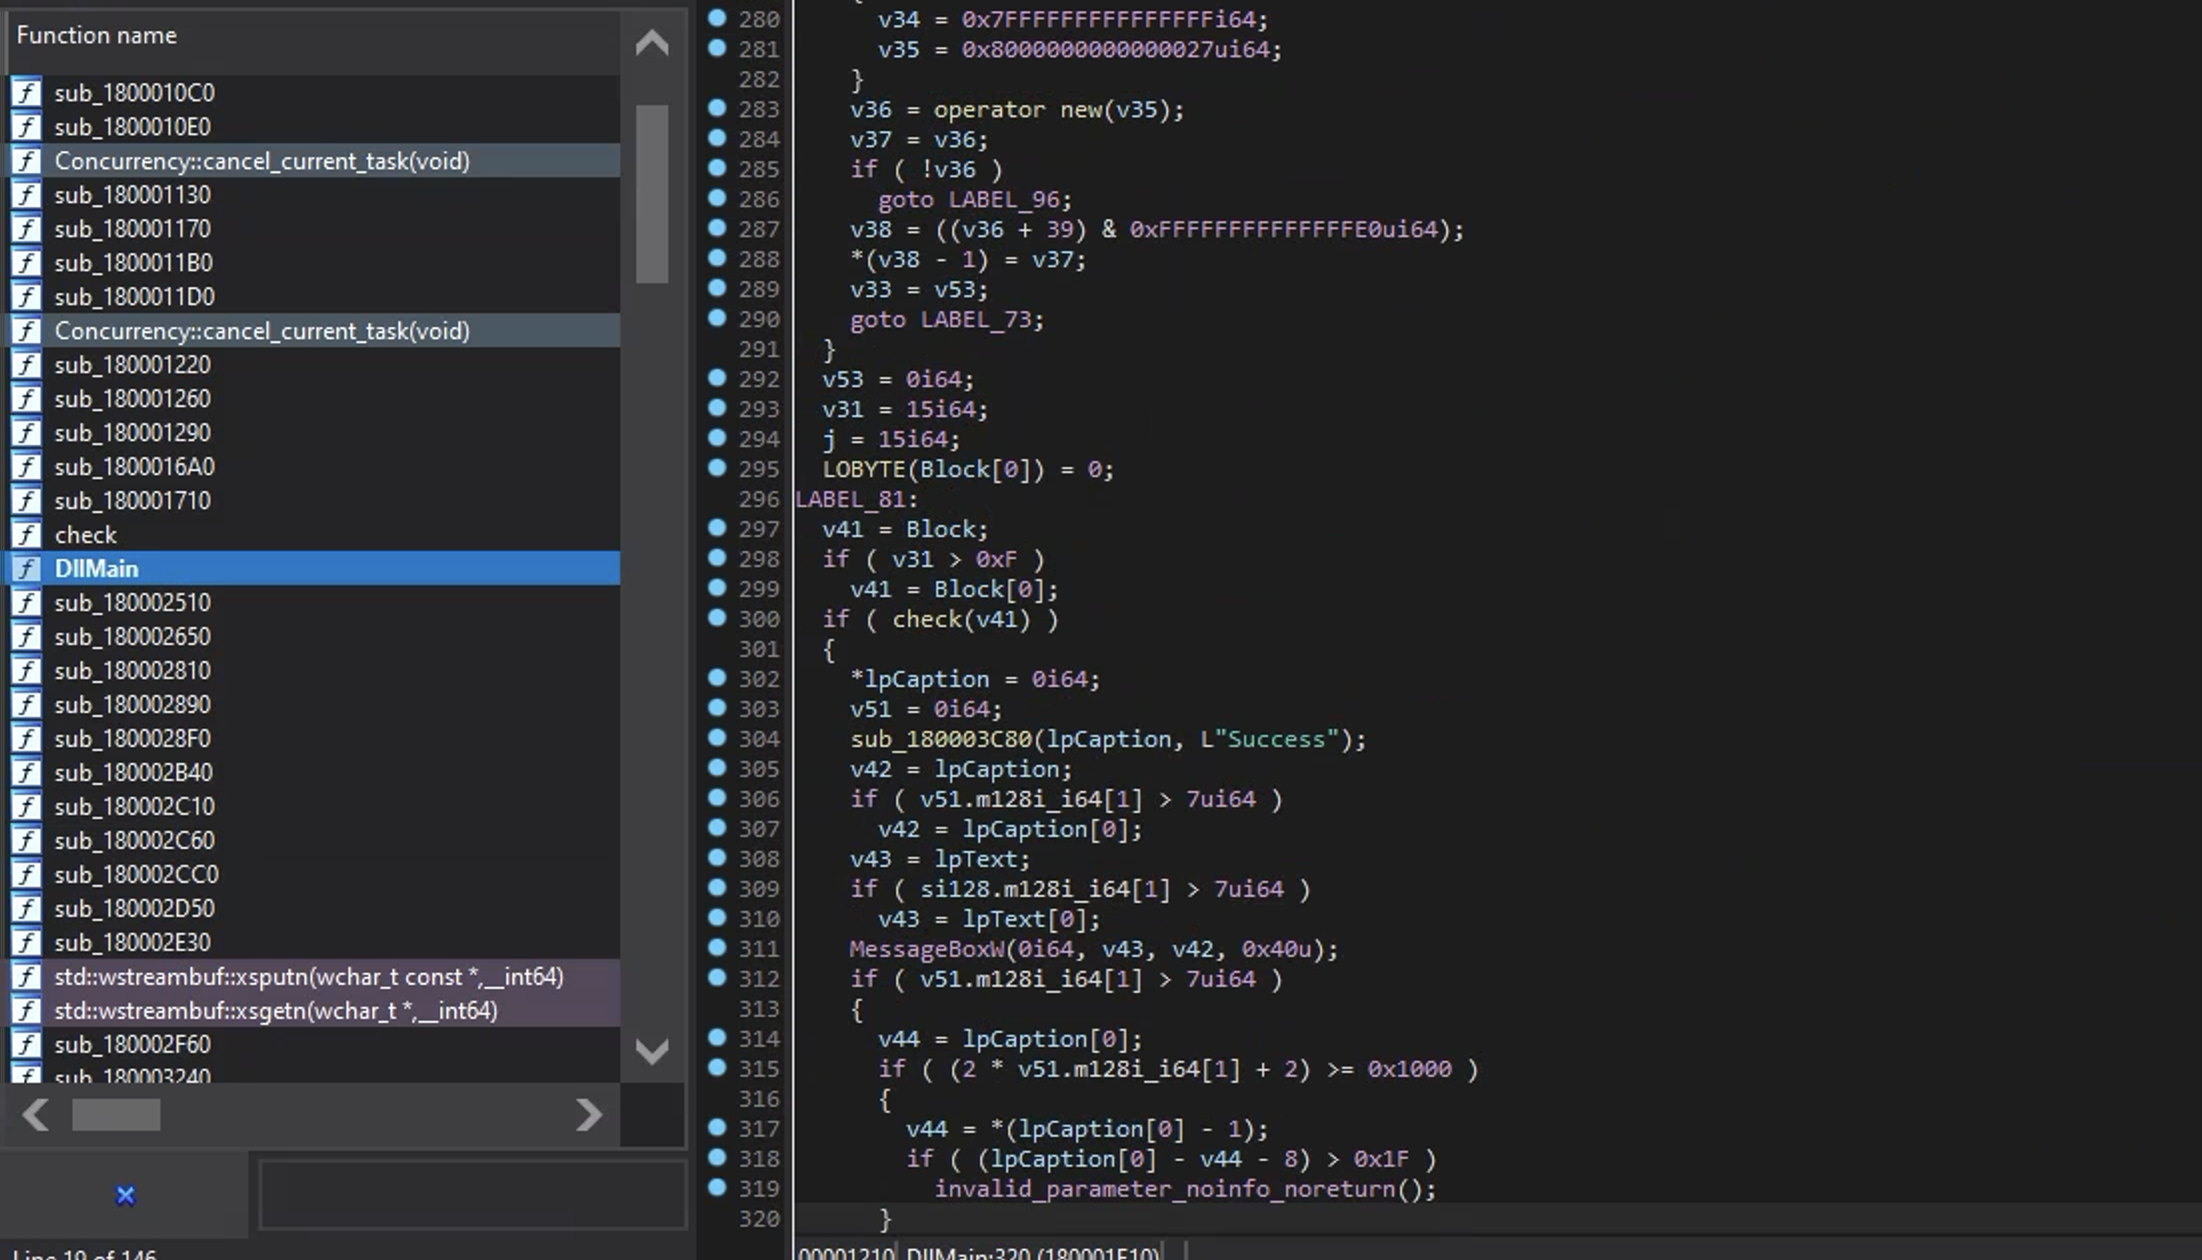 Function name
sub_1800010C0
sub_1800010E0
Concurrency::cancel_current_task(void)
sub_180001130
sub_180001170
sub_1800011B0
sub_1800011D0
Concurrency::cancel_current_task(void)
sub_180001220
sub_180001260
sub_180001290
sub_1800016A0
sub_180001710
check
DllMain
sub_180002510
sub_180002650
sub_180002810
sub_180002890
sub_1800028F0
sub_180002B40
sub_180002C10
sub_180002C60
sub_180002CC0
sub_180002D50
sub_180002E30
std::wstreambuf::xsputn(wchar_t const *,__int64)
std::wstreambuf::xsgetn(wchar_t *,__int64)
sub_180002F60
sub_180003240
Line 19 of 146
280 v34 = 0x7FFFFFFFFFFFFFFFi64;
281 v35 = 0x8000000000000027ui64;
282 }
283 v36 = operator new(v35);
284 v37 = v36;
285 if ( !v36 )
286 goto LABEL_96;
287 v38 = ((v36 + 39) & 0xFFFFFFFFFFFFFFE0ui64);
288 *(v38 - 1) = v37;
289 v33 = v53;
290 goto LABEL_73;
291 }
292 v53 = 0i64;
293 v31 = 15i64;
294 j = 15i64;
295 LOBYTE(Block[0]) = 0;
296 LABEL_81:
297 v41 = Block;
298 if ( v31 > 0xF )
299 v41 = Block[0];
300 if ( check(v41) )
301 {
302 *lpCaption = 0i64;
303 v51 = 0i64;
304 sub_180003C80(lpCaption, L"Success");
305 v42 = lpCaption;
306 if ( v51.m128i_i64[1] > 7ui64 )
307 v42 = lpCaption[0];
308 v43 = lpText;
309 if ( si128.m128i_i64[1] > 7ui64 )
310 v43 = lpText[0];
311 MessageBoxW(0i64, v43, v42, 0x40u);
312 if ( v51.m128i_i64[1] > 7ui64 )
313 {
314 v44 = lpCaption[0];
315 if ( (2 * v51.m128i_i64[1] + 2) >= 0x1000 )
316 {
317 v44 = *(lpCaption[0] - 1);
318 if ( (lpCaption[0] - v44 - 8) > 0x1F )
319 invalid_parameter_noinfo_noreturn();
320 }
00001210 DllMain:320 (180001E10)